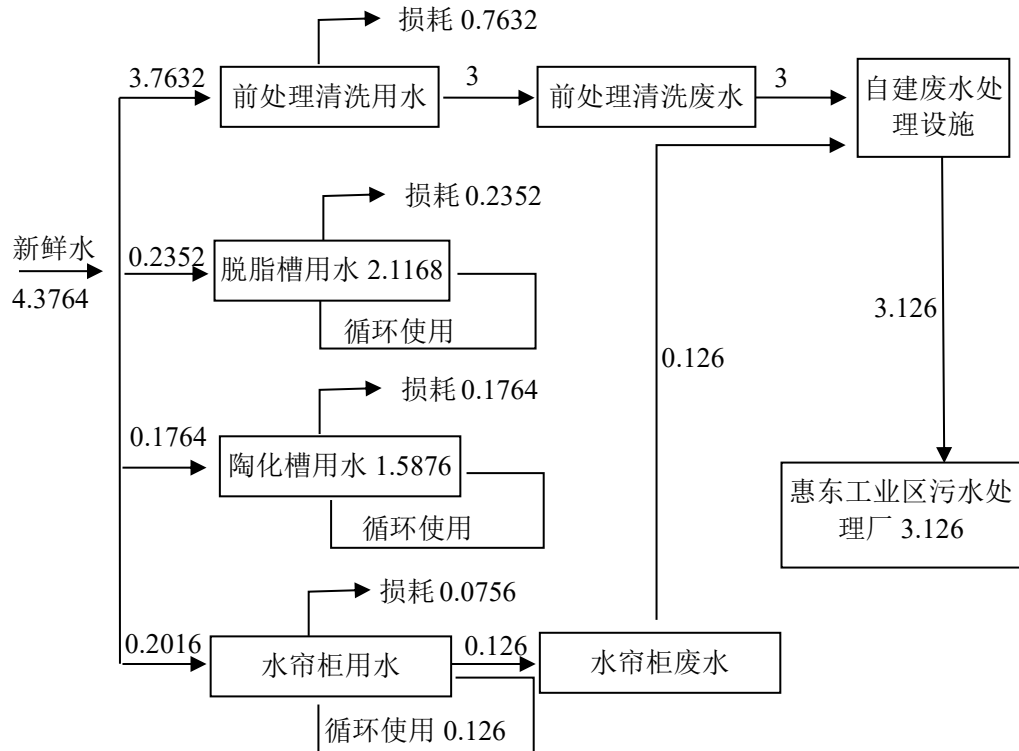 损耗 0.7632
3.7632
前处理清洗用水
3
前处理清洗废水
3
自建废水处
理设施
损耗 0.2352
新鲜水
4.3764
0.2352
脱脂槽用水 2.1168
循环使用
0.126
3.126
损耗 0.1764
0.1764
陶化槽用水 1.5876
循环使用
惠东工业区污水处
理厂 3.126
损耗 0.0756
0.2016
水帘柜用水
0.126
水帘柜废水
循环使用 0.126